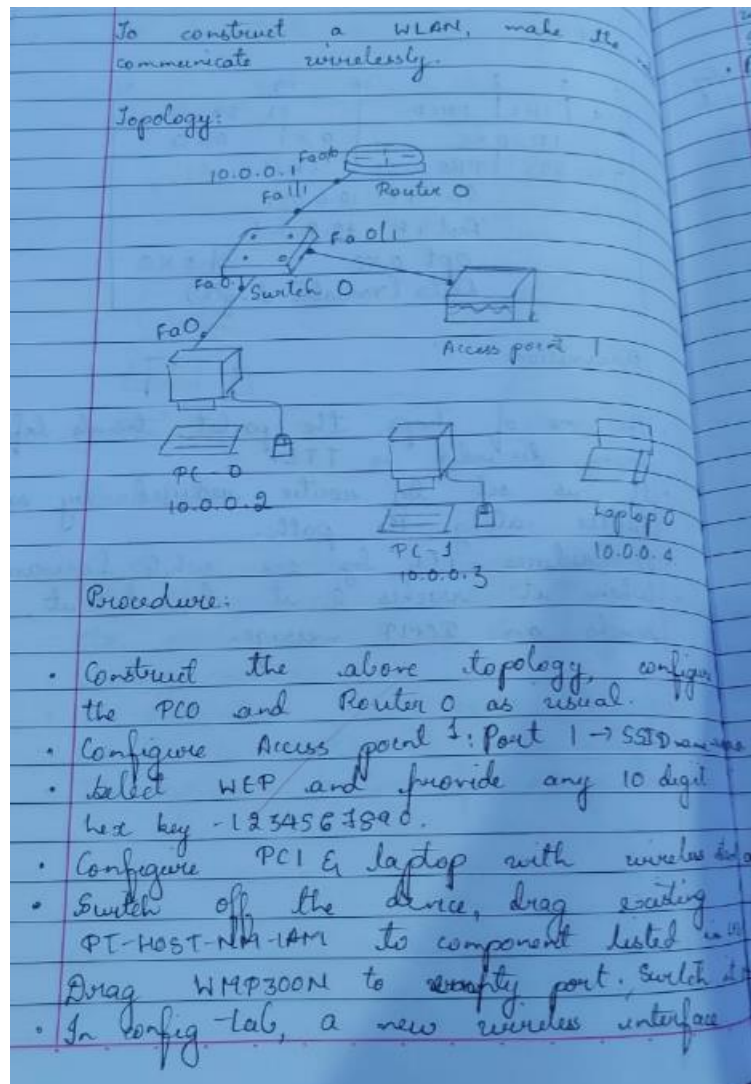 To construct a WLAN, make the
communicate wirelessly.
Topology:
10.0.0.1 Fa0/0
Fa1/1 Router 0
Fa0/1
Fa0.1 Switch 0
Fa0
Access point 1
PC-0
10.0.0.2
PC-1
10.0.0.3
Laptop 0
10.0.0.4
Procedure:
• Construct the above topology, configure
the PC0 and Router 0 as usual.
• Configure Access point 1: Port 1 → SSID
• Select WEP and provide any 10 digit
hex key - 1234567890.
• Configure PC1 & laptop with wireless
• Switch off the device, drag existing
PT-HOST-NM-1AM to component listed in
Drag WMP300N to empty port. Switch
• In config tab, a new wireless interface